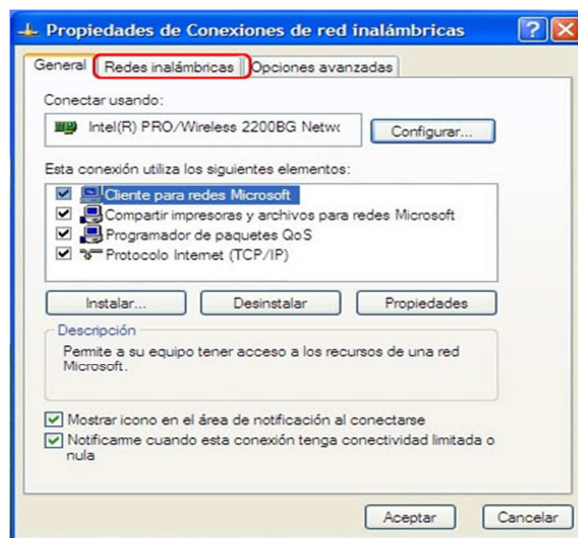 Propiedades de Conexiones de red inalámbricas
General Redes inalámbricas Opciones avanzadas
Conectar usando:
Intel(R) PRO/Wireless 2200BG Netwc Configurar...
Esta conexión utiliza los siguientes elementos:
Cliente para redes Microsoft
Compartir impresoras y archivos para redes Microsoft
Programador de paquetes QoS
Protocolo Internet (TCP/IP)
Instalar... Desinstalar Propiedades
Descripción
Permite a su equipo tener acceso a los recursos de una red
Microsoft.
Mostrar icono en el área de notificación al conectarse
Notificarme cuando esta conexión tenga conectividad limitada o
nula
Aceptar Cancelar